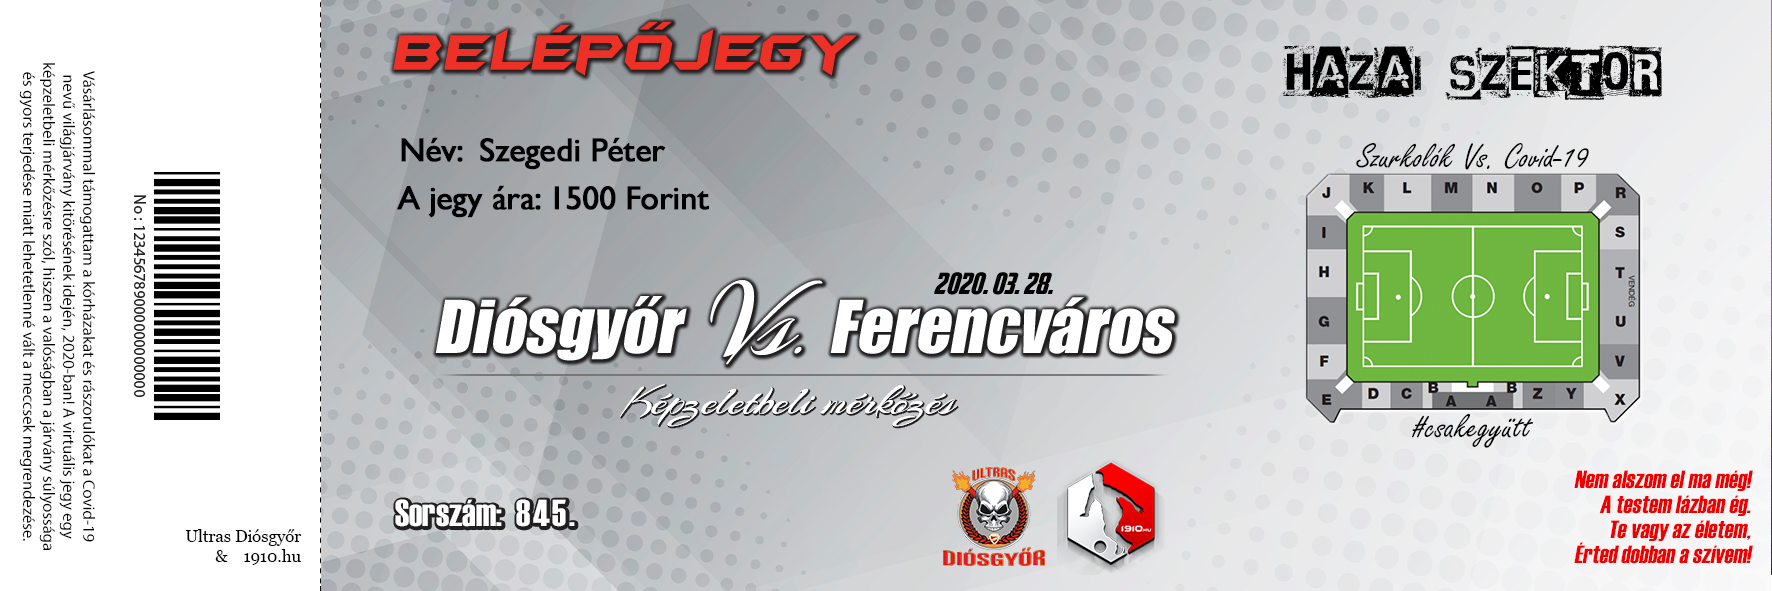 Vásárlásommal támogattam a kórházakat és rászorulókat a Covid-19
nevű világjárvány kitörésének idején, 2020-ban! A virtuális jegy egy
képzeletbeli mérkőzésre szól, hiszen a valóságban a járvány súlyossága
és gyors terjedése miatt lehetetlenné vált a meccsek megrendezése.
No : 1234567890000000000000
Ultras Diósgyőr
& 1910.hu
BELÉPŐJEGY
Név: Szegedi Péter
A jegy ára: 1500 Forint
2020. 03. 28.
Diósgyőr Vs. Ferencváros
Képzeletbeli mérkőzés
Sorszám: 845.
ULTRAS
DIÓSGYŐR
1910.HU
HAZAI SZEKTOR
Szurkolók Vs. Covid-19
J K L M N O P R
I S
H T
VENDÉG
G U
F V
E D C B A A B Z Y X
#csakegyütt
Nem alszom el ma még!
A testem lázban ég.
Te vagy az életem,
Érted dobban a szívem!